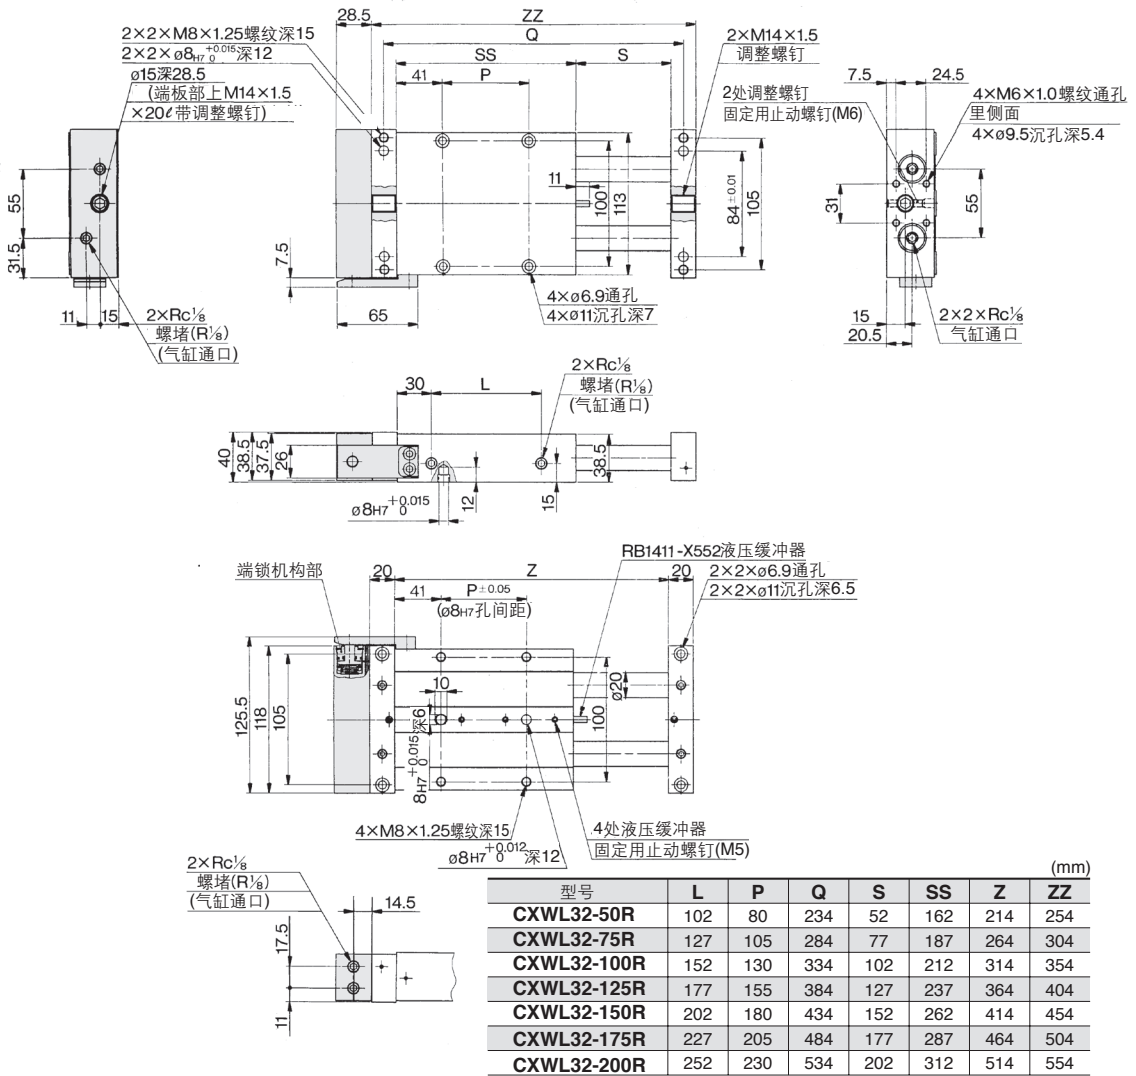 28.5
ZZ
2×2×M8×1.25螺纹深15
2×2×ø8H7 +0.015 0 深12
Q
2×M14×1.5
调整螺钉
SS
S
ø15深28.5
(端板部上M14×1.5
×20ℓ带调整螺钉)
41
P
7.5
24.5
2处调整螺钉
固定用止动螺钉(M6)
4×M6×1.0螺纹通孔
里侧面
4×ø9.5沉孔深5.4
55
31.5
11
100
113
84±0.01
105
31
55
7.5
65
4×ø6.9通孔
4×ø11沉孔深7
11
15
2×Rc⅛
螺堵(R⅛)
(气缸通口)
15
20.5
2×2×Rc⅛
气缸通口
30
L
2×Rc⅛
螺堵(R⅛)
(气缸通口)
40
38.5
37.5
26
38.5
12
15
ø8H7 +0.015 0
RB1411-X552液压缓冲器
端锁机构部
20
Z
20
2×2×ø6.9通孔
2×2×ø11沉孔深6.5
41
P±0.05
(ø8H7孔间距)
125.5
118
105
10
8H7 +0.015 0 深6
ø20
100
4×M8×1.25螺纹深15
ø8H7 +0.012 0 深12
4处液压缓冲器
固定用止动螺钉(M5)
2×Rc⅛
螺堵(R⅛)
(气缸通口)
14.5
17.5
11
(mm)
型号 L P Q S SS Z ZZ
CXWL32-50R 102 80 234 52 162 214 254
CXWL32-75R 127 105 284 77 187 264 304
CXWL32-100R 152 130 334 102 212 314 354
CXWL32-125R 177 155 384 127 237 364 404
CXWL32-150R 202 180 434 152 262 414 454
CXWL32-175R 227 205 484 177 287 464 504
CXWL32-200R 252 230 534 202 312 514 554